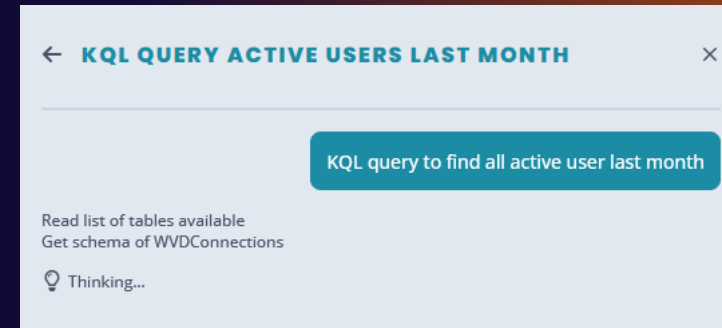 KQL QUERY ACTIVE USERS LAST MONTH
KQL query to find all active user last month
Read list of tables available
Get schema of WVDConnections
Thinking...